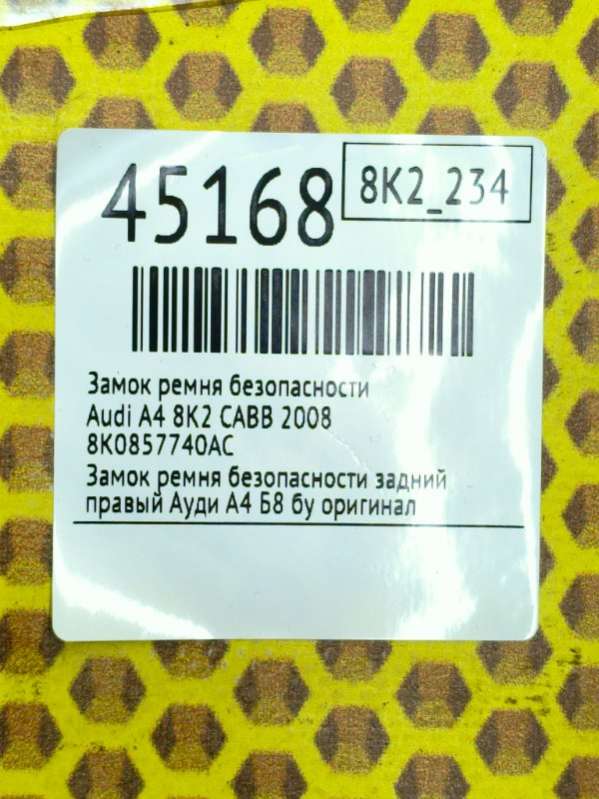 45168
8K2_234
Замок ремня безопасности
Audi A4 8K2 CABB 2008
8K0857740AC
Замок ремня безопасности задний
правый Ауди А4 Б8 бу оригинал